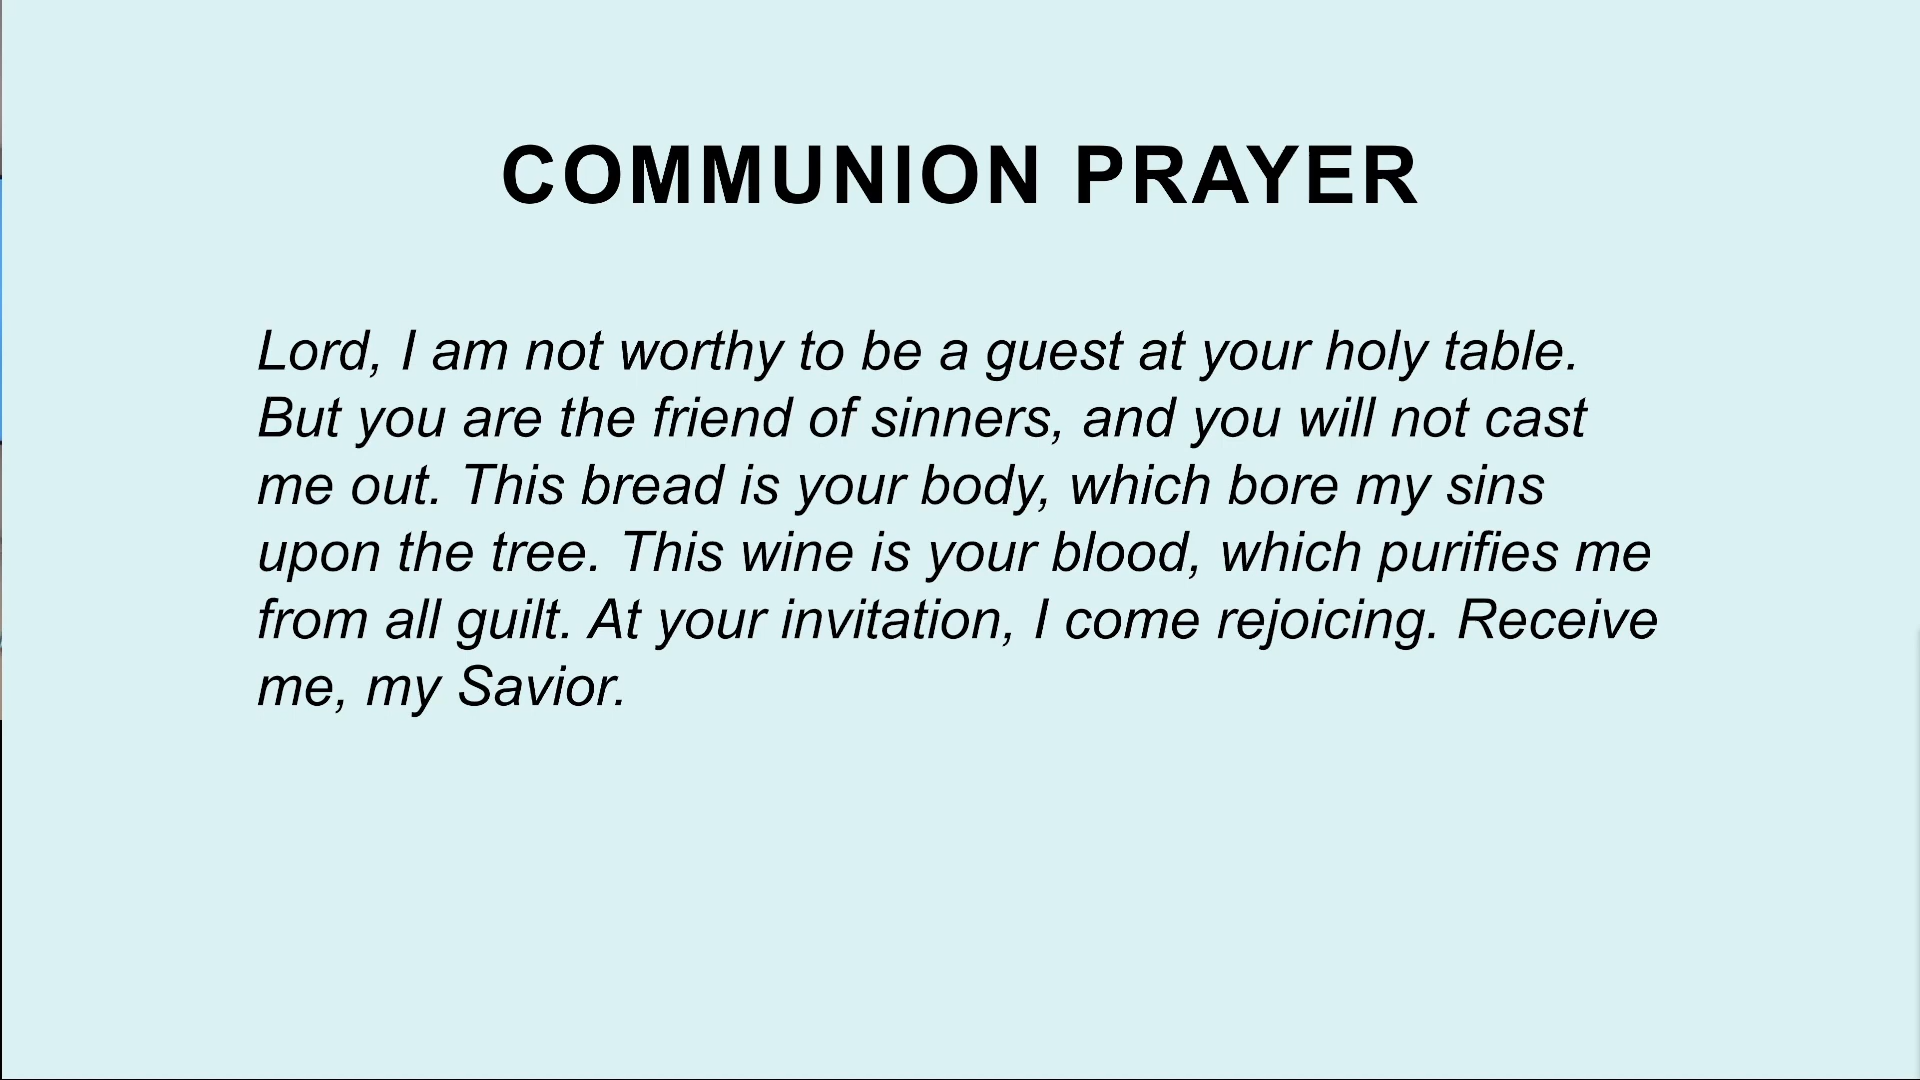 COMMUNION PRAYER
Lord, I am not worthy to be a guest at your holy table.
But you are the friend of sinners, and you will not cast
me out. This bread is your body, which bore my sins
upon the tree. This wine is your blood, which purifies me
from all guilt. At your invitation, I come rejoicing. Receive
me, my Savior.